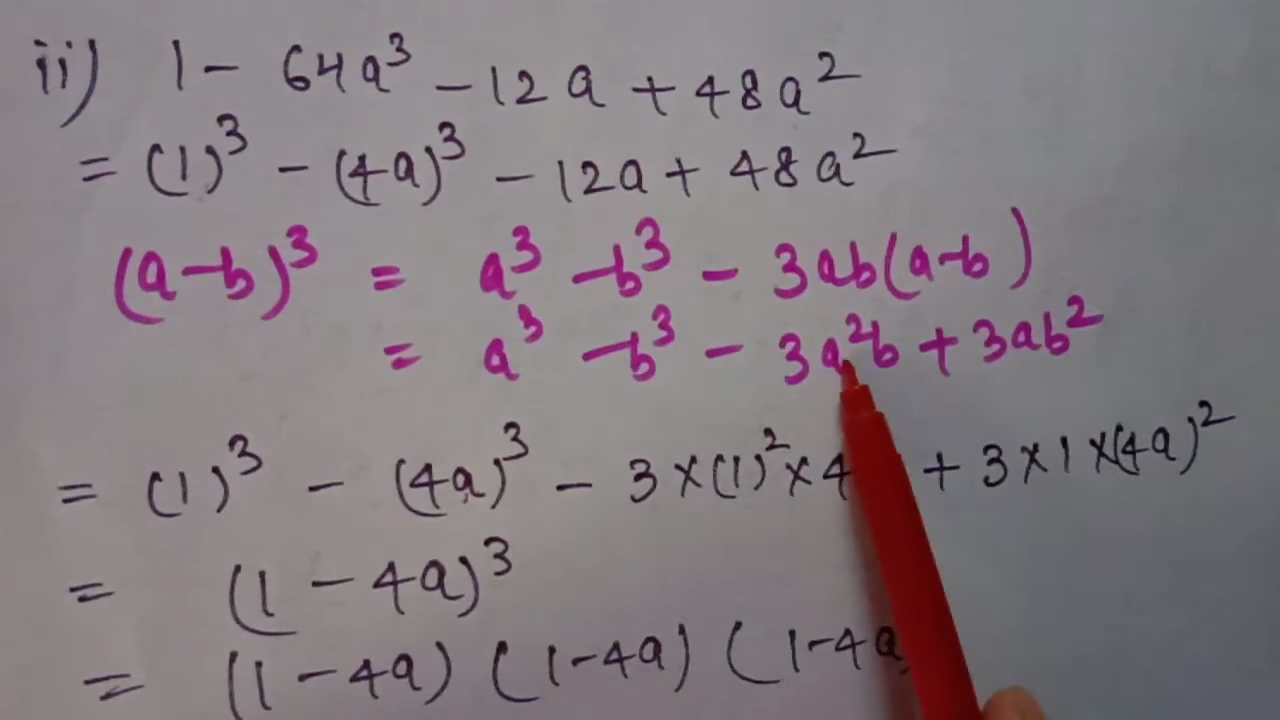 ii) 1 - 64a³ - 12a + 48a²
= (1)³ - (4a)³ - 12a + 48a²
(a-b)³ = a³ - b³ - 3ab(a-b)
= a³ - b³ - 3a²b + 3ab²
= (1)³ - (4a)³ - 3×(1)²×4 + 3×1×(4a)²
= (1 - 4a)³
= (1 - 4a) (1-4a) (1-4a